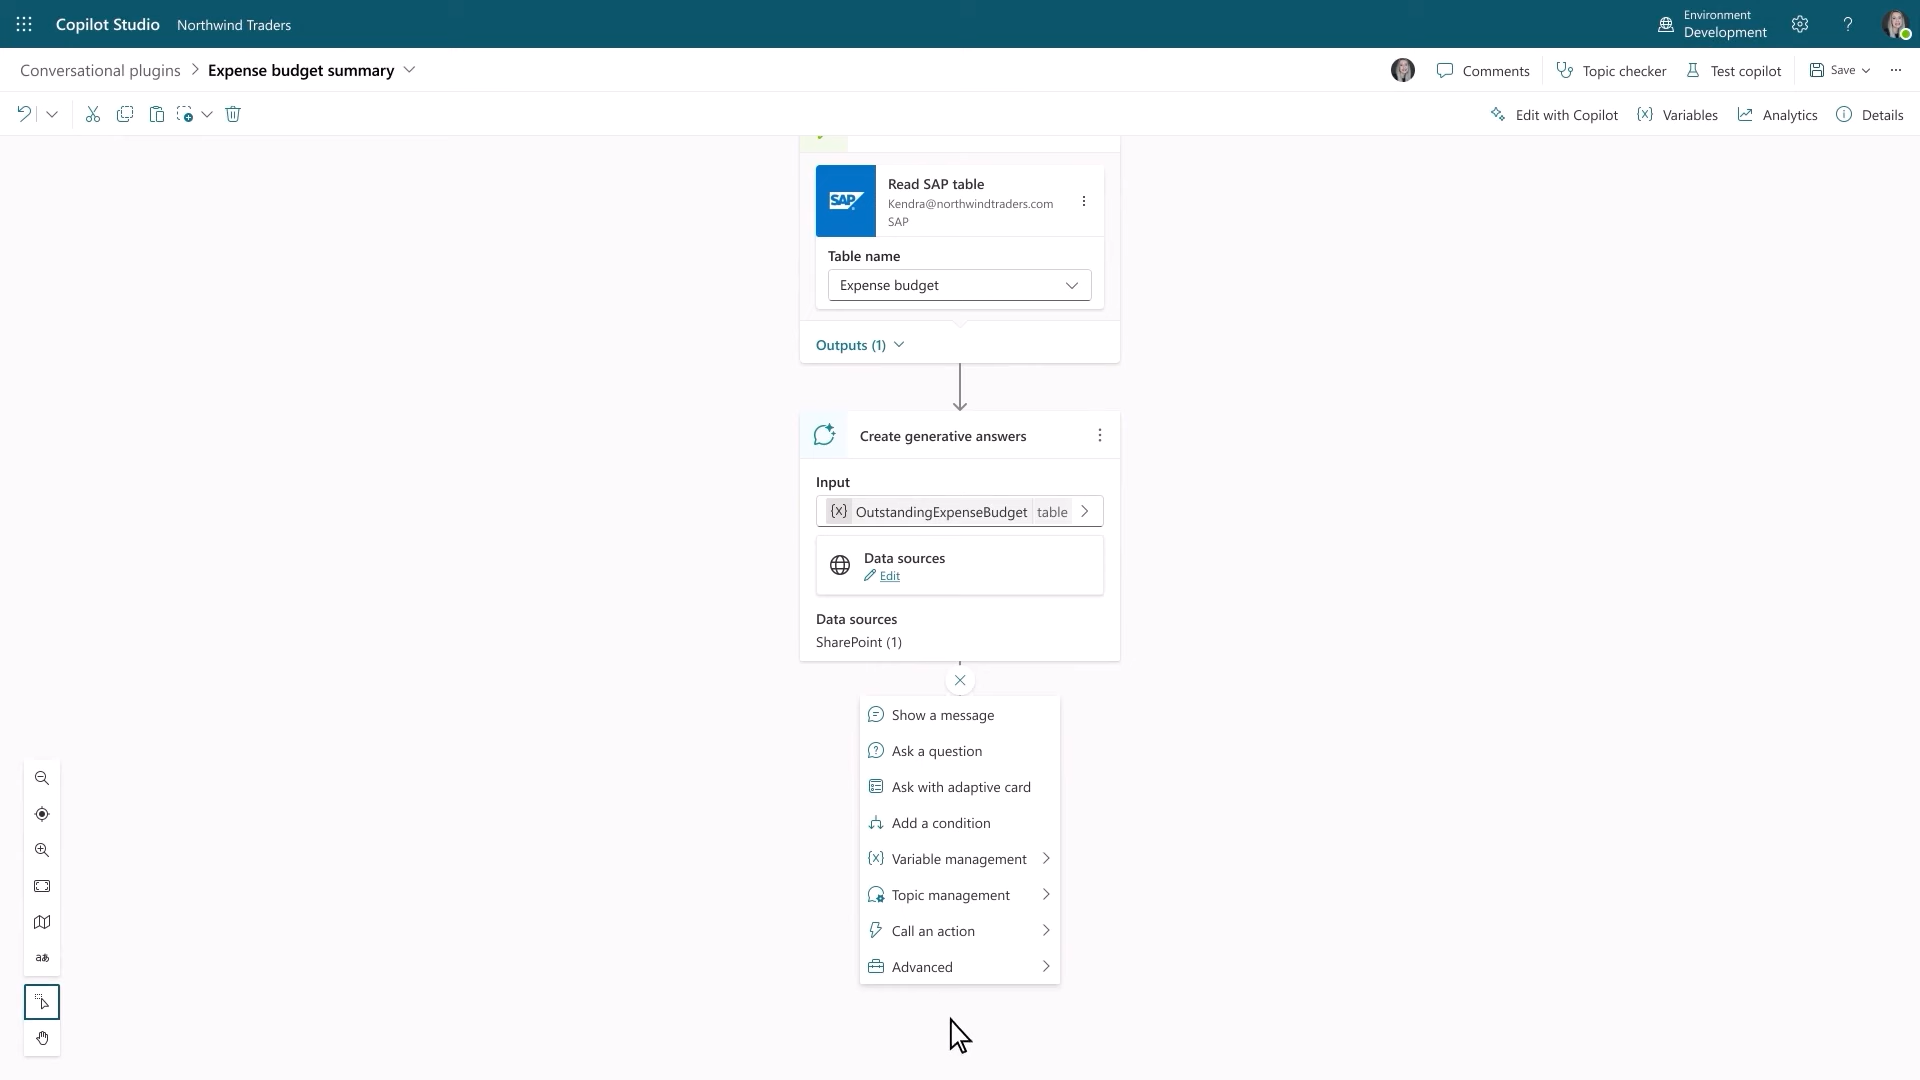 Copilot Studio Northwind Traders
Environment
Development
Conversational plugins > Expense budget summary
Comments Topic checker Test copilot Save ...
Edit with Copilot {x} Variables Analytics Details
SAP
Read SAP table
Kendra@northwindtraders.com
SAP
Table name
Expense budget
Outputs (1)
Create generative answers
Input
{x} OutstandingExpenseBudget table
Data sources
Edit
Data sources
SharePoint (1)
Show a message
Ask a question
Ask with adaptive card
Add a condition
{x} Variable management
Topic management
Call an action
Advanced